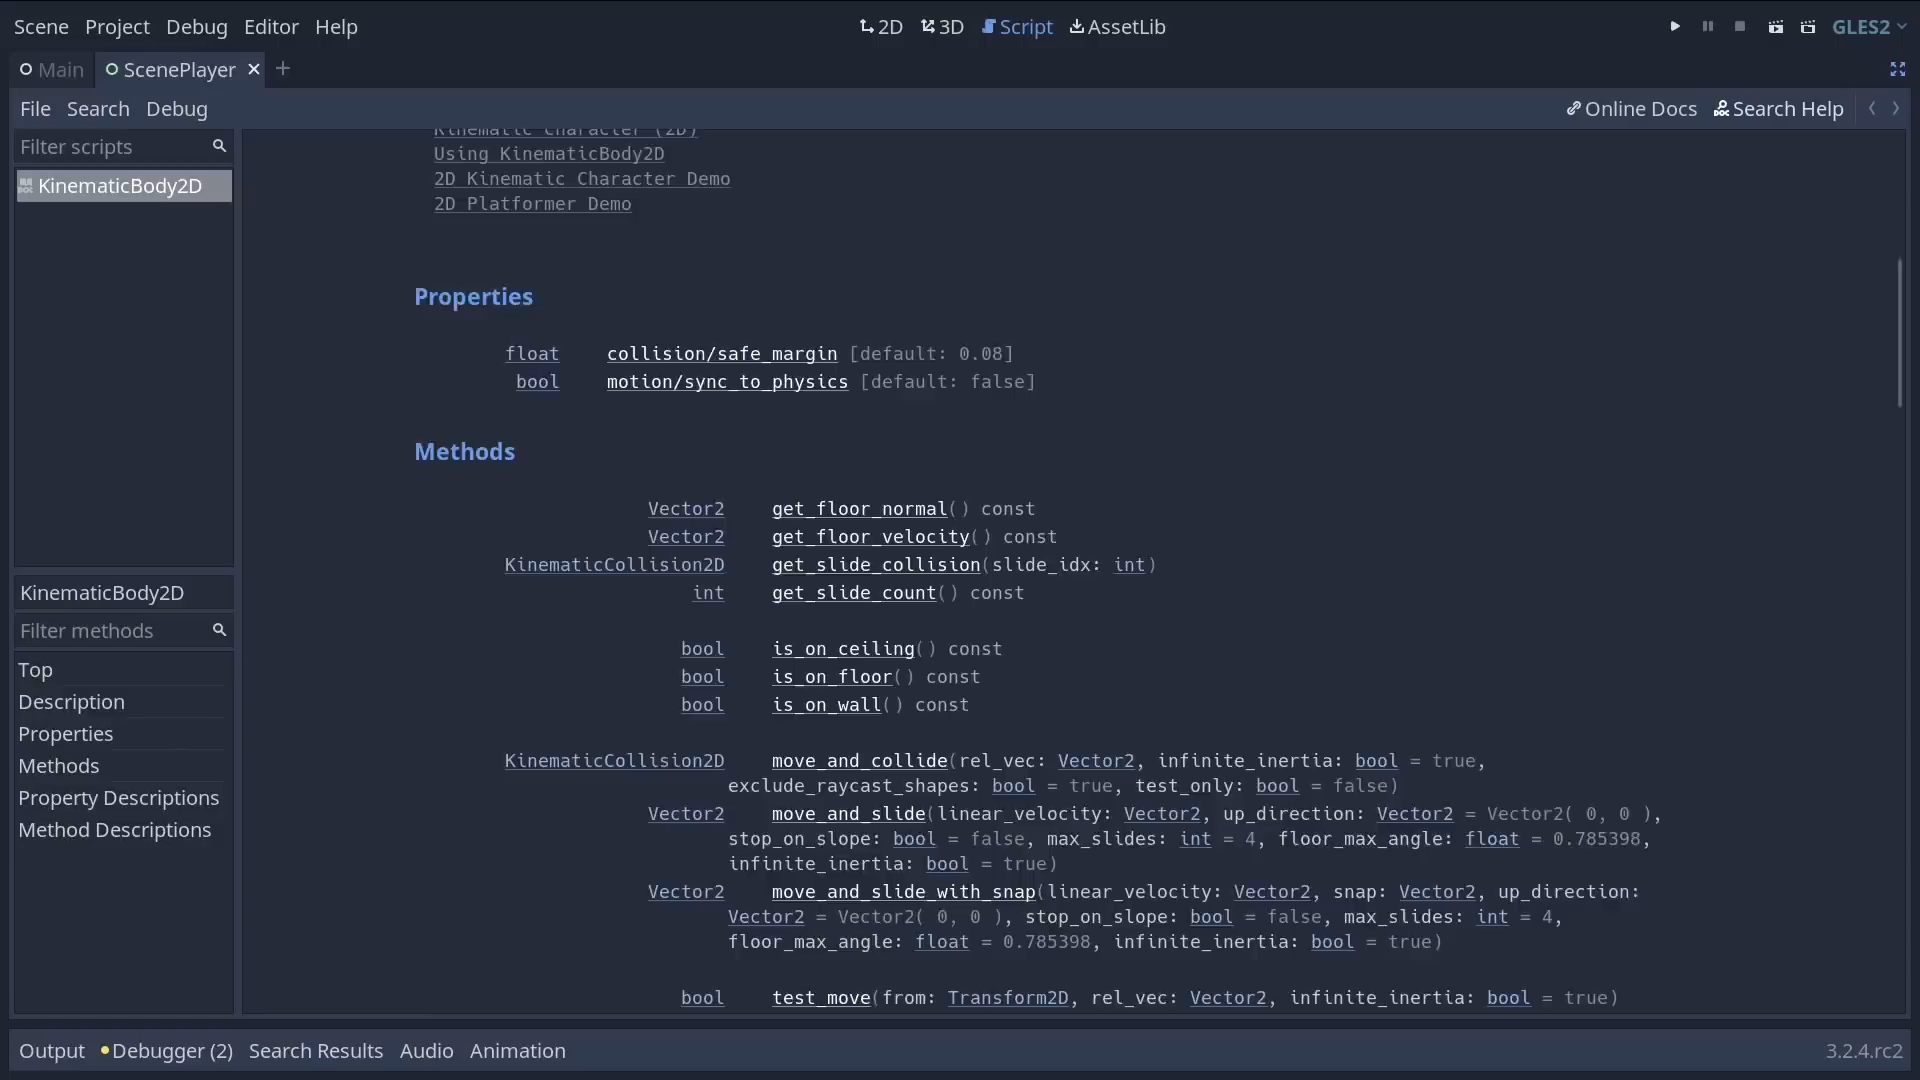 Scene Project Debug Editor Help 2D 3D Script AssetLib GLES2
Main ScenePlayer
File Search Debug Online Docs Search Help
Filter scripts
KinematicBody2D
KinematicBody2D
Filter methods
Top
Description
Properties
Methods
Property Descriptions
Method Descriptions
Kinematic character (2D)
Using KinematicBody2D
2D Kinematic Character Demo
2D Platformer Demo
Properties
float collision/safe_margin [default: 0.08]
bool motion/sync_to_physics [default: false]
Methods
Vector2 get_floor_normal() const
Vector2 get_floor_velocity() const
KinematicCollision2D get_slide_collision(slide_idx: int)
int get_slide_count() const
bool is_on_ceiling() const
bool is_on_floor() const
bool is_on_wall() const
KinematicCollision2D move_and_collide(rel_vec: Vector2, infinite_inertia: bool = true,
exclude_raycast_shapes: bool = true, test_only: bool = false)
Vector2 move_and_slide(linear_velocity: Vector2, up_direction: Vector2 = Vector2( 0, 0 ),
stop_on_slope: bool = false, max_slides: int = 4, floor_max_angle: float = 0.785398,
infinite_inertia: bool = true)
Vector2 move_and_slide_with_snap(linear_velocity: Vector2, snap: Vector2, up_direction:
Vector2 = Vector2( 0, 0 ), stop_on_slope: bool = false, max_slides: int = 4,
floor_max_angle: float = 0.785398, infinite_inertia: bool = true)
bool test_move(from: Transform2D, rel_vec: Vector2, infinite_inertia: bool = true)
Output Debugger (2) Search Results Audio Animation 3.2.4.rc2